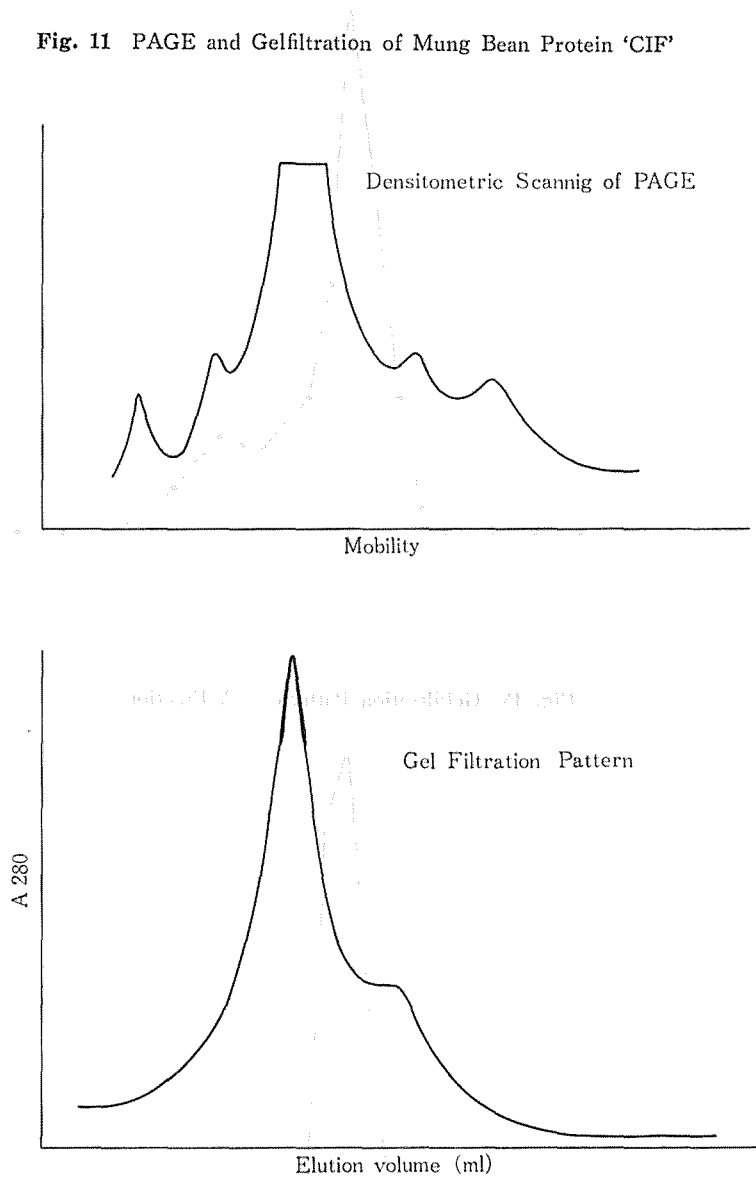 Fig. 11 PAGE and Gelfiltration of Mung Bean Protein ‘CIF’
Densitometric Scannig of PAGE
Mobility
Gel Filtration Pattern
A 280
Elution volume (ml)